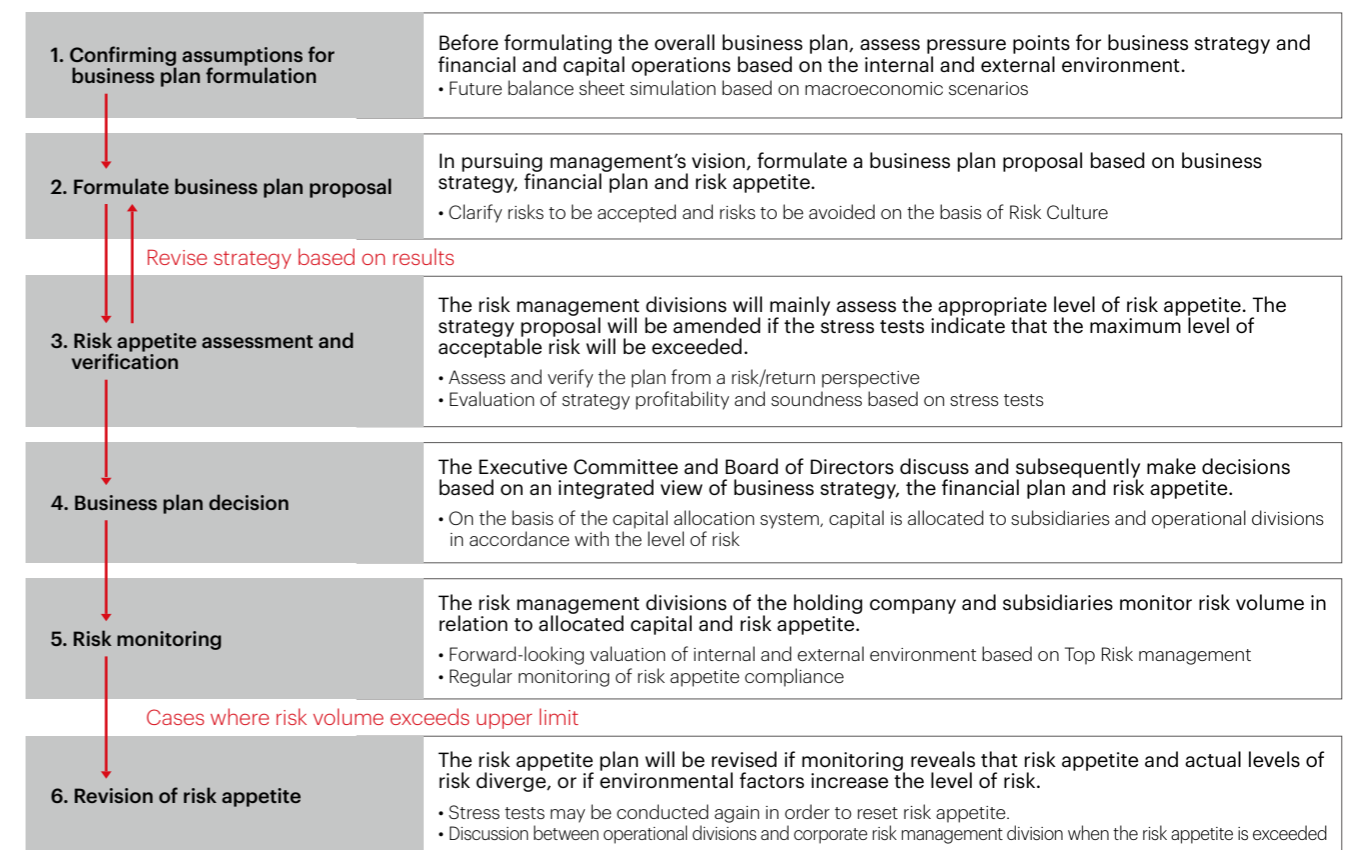 1. Confirming assumptions for
business plan formulation
Before formulating the overall business plan, assess pressure points for business strategy and
financial and capital operations based on the internal and external environment.
• Future balance sheet simulation based on macroeconomic scenarios
2. Formulate business plan proposal
In pursuing management’s vision, formulate a business plan proposal based on business
strategy, financial plan and risk appetite.
• Clarify risks to be accepted and risks to be avoided on the basis of Risk Culture
Revise strategy based on results
3. Risk appetite assessment and
verification
The risk management divisions will mainly assess the appropriate level of risk appetite. The
strategy proposal will be amended if the stress tests indicate that the maximum level of
acceptable risk will be exceeded.
• Assess and verify the plan from a risk/return perspective
• Evaluation of strategy profitability and soundness based on stress tests
4. Business plan decision
The Executive Committee and Board of Directors discuss and subsequently make decisions
based on an integrated view of business strategy, the financial plan and risk appetite.
• On the basis of the capital allocation system, capital is allocated to subsidiaries and operational divisions
in accordance with the level of risk
5. Risk monitoring
The risk management divisions of the holding company and subsidiaries monitor risk volume in
relation to allocated capital and risk appetite.
• Forward-looking valuation of internal and external environment based on Top Risk management
• Regular monitoring of risk appetite compliance
Cases where risk volume exceeds upper limit
6. Revision of risk appetite
The risk appetite plan will be revised if monitoring reveals that risk appetite and actual levels of
risk diverge, or if environmental factors increase the level of risk.
• Stress tests may be conducted again in order to reset risk appetite.
• Discussion between operational divisions and corporate risk management division when the risk appetite is exceeded